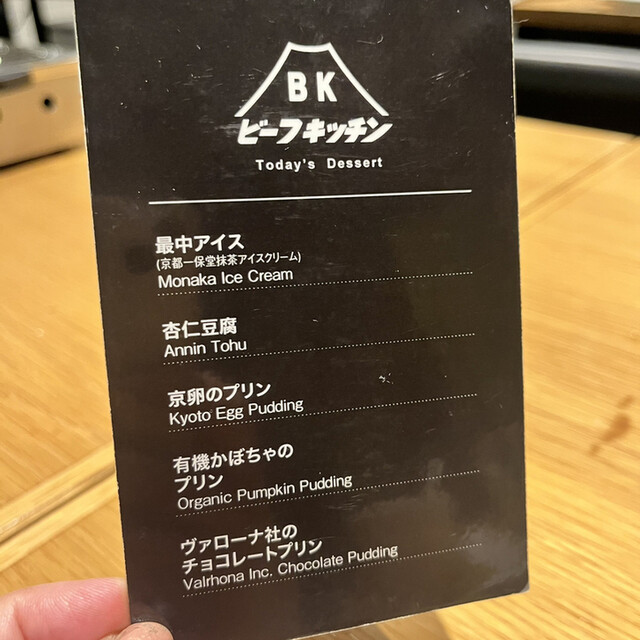 BK
ビーフキッチン
Today's Dessert
最中アイス
(京都一保堂抹茶アイスクリーム)
Monaka Ice Cream
杏仁豆腐
Annin Tohu
京卵のプリン
Kyoto Egg Pudding
有機かぼちゃの
プリン
Organic Pumpkin Pudding
ヴァローナ社の
チョコレートプリン
Valrhona Inc. Chocolate Pudding